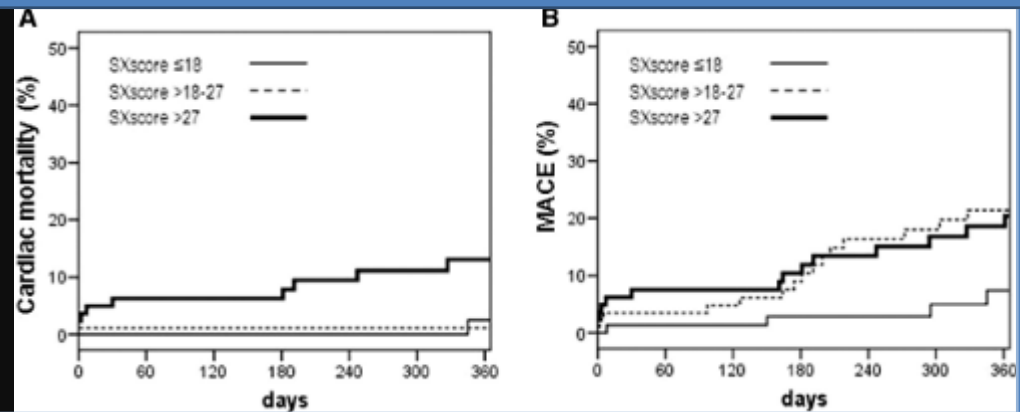 A
Cardiac mortality (%)
50
40
30
20
10
0
SXscore ≤18
SXscore >18-27
SXscore >27
0 60 120 180 240 300 360
days
B
MACE (%)
50
40
30
20
10
0
SXscore ≤18
SXscore >18-27
SXscore >27
0 60 120 180 240 300 360
days